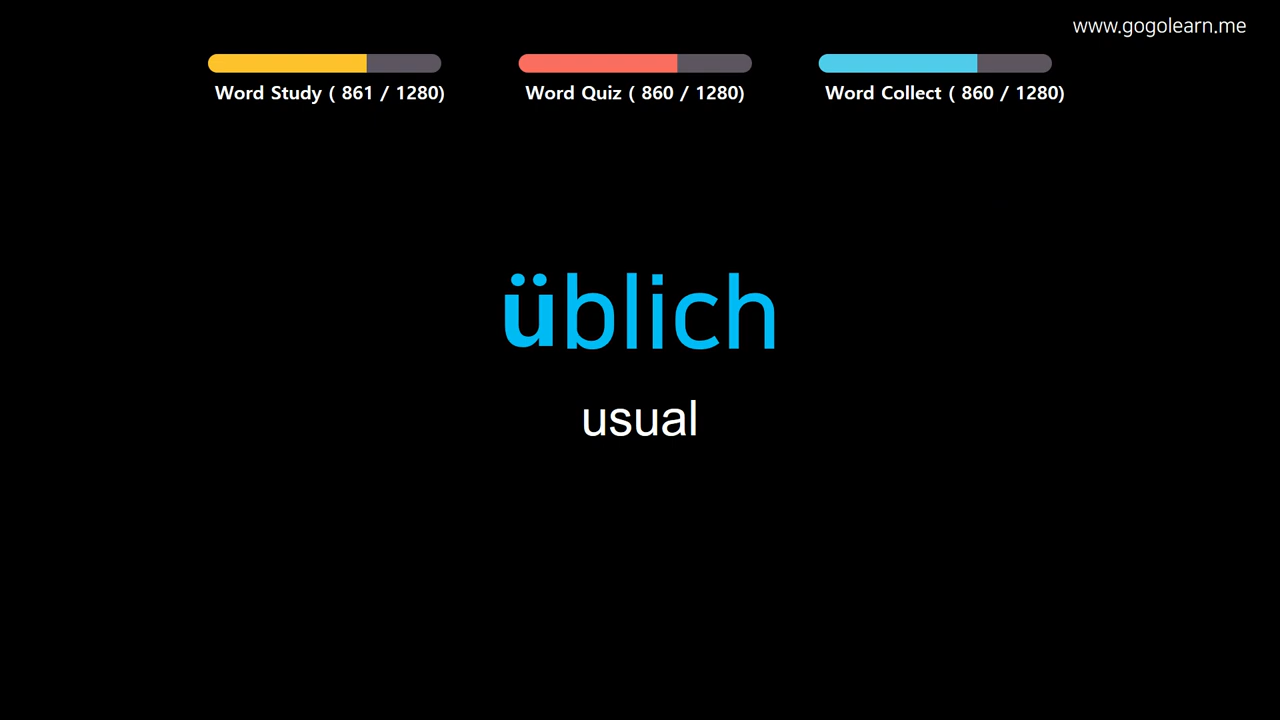 www.gogolearn.me
Word Study ( 861 / 1280)
Word Quiz ( 860 / 1280)
Word Collect ( 860 / 1280)
üblich
usual